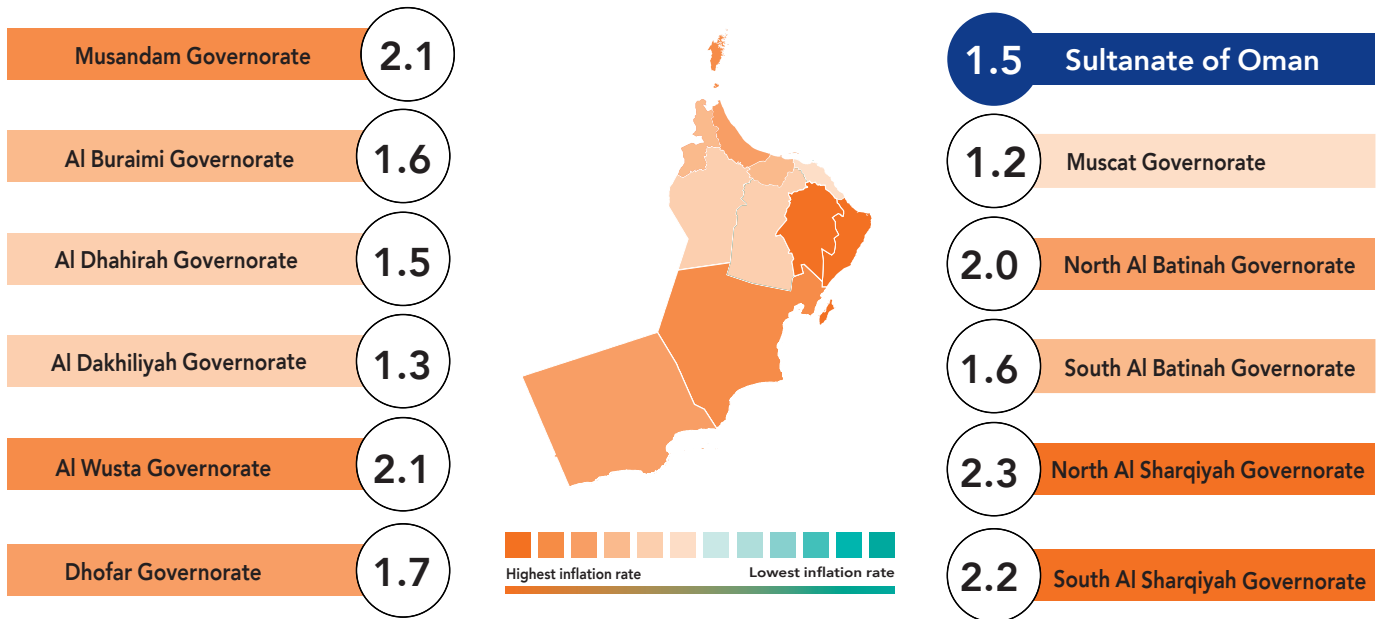 Musandam Governorate 2.1
Al Buraimi Governorate 1.6
Al Dhahirah Governorate 1.5
Al Dakhiliyah Governorate 1.3
Al Wusta Governorate 2.1
Dhofar Governorate 1.7
Highest inflation rate
Lowest inflation rate
1.5 Sultanate of Oman
1.2 Muscat Governorate
2.0 North Al Batinah Governorate
1.6 South Al Batinah Governorate
2.3 North Al Sharqiyah Governorate
2.2 South Al Sharqiyah Governorate